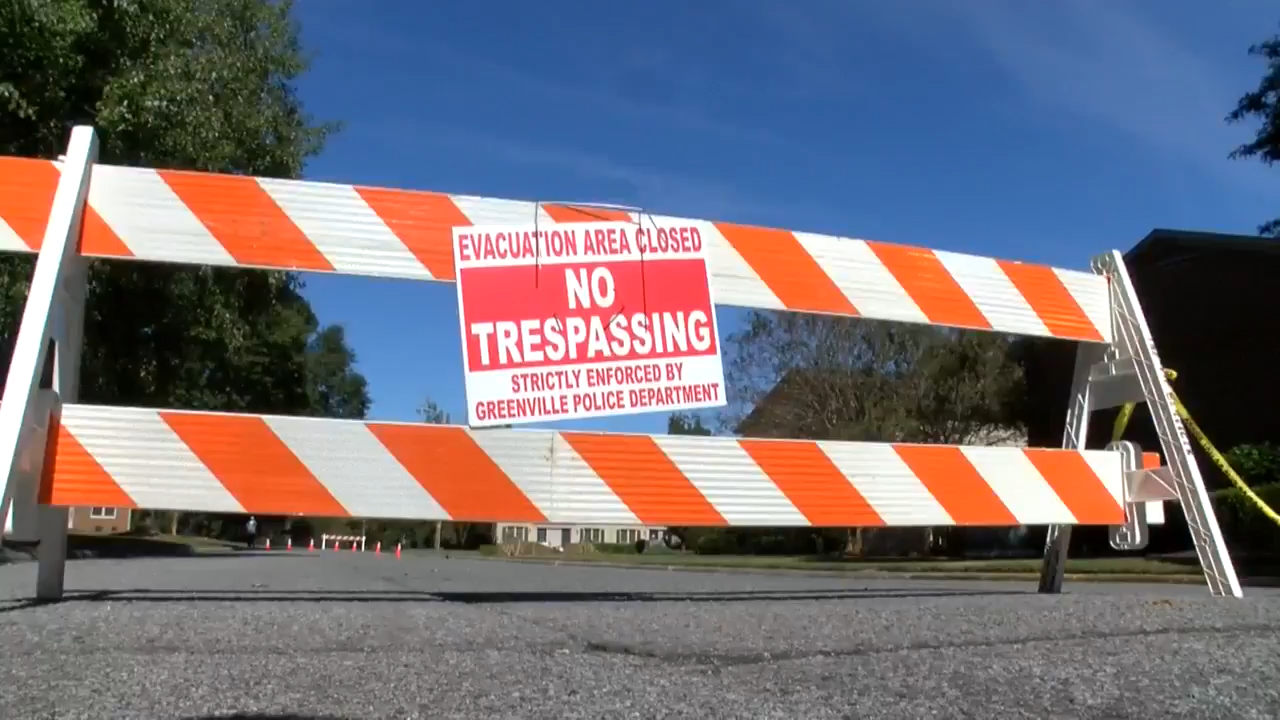 EVACUATION AREA CLOSED
NO
TRESPASSING
STRICTLY ENFORCED BY
GREENVILLE POLICE DEPARTMENT